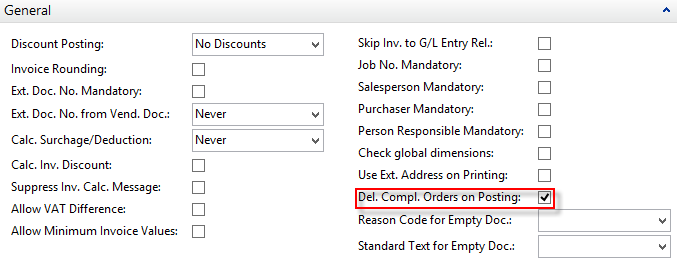 General
Discount Posting: No Discounts
Invoice Rounding:
Ext. Doc. No. Mandatory:
Ext. Doc. No. from Vend. Doc.: Never
Calc. Surchage/Deduction: Never
Calc. Inv. Discount:
Suppress Inv. Calc. Message:
Allow VAT Difference:
Allow Minimum Invoice Values:
Skip Inv. to G/L Entry Rel.:
Job No. Mandatory:
Salesperson Mandatory:
Purchaser Mandatory:
Person Responsible Mandatory:
Check global dimensions:
Use Ext. Address on Printing:
Del. Compl. Orders on Posting:
Reason Code for Empty Doc.:
Standard Text for Empty Doc.: